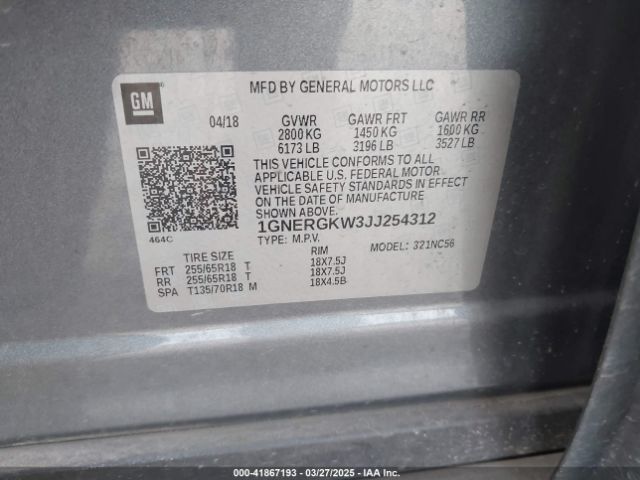 GM
MFD BY GENERAL MOTORS LLC
04/18 GVWR GAWR FRT GAWR RR
2800 KG 1450 KG 1600 KG
6173 LB 3196 LB 3527 LB
THIS VEHICLE CONFORMS TO ALL
APPLICABLE U.S. FEDERAL MOTOR
VEHICLE SAFETY STANDARDS IN EFFECT
ON THE DATE OF MANUFACTURE
SHOWN ABOVE.
1GNERGKW3JJ254312
464C TYPE: M.P.V. MODEL: 321NC56
TIRE SIZE RIM
FRT 255/65R18 T 18X7.5J
RR 255/65R18 T 18X7.5J
SPA T135/70R18 M 18X4.5B
000-41867193 — 03/27/2025 — IAA Inc.